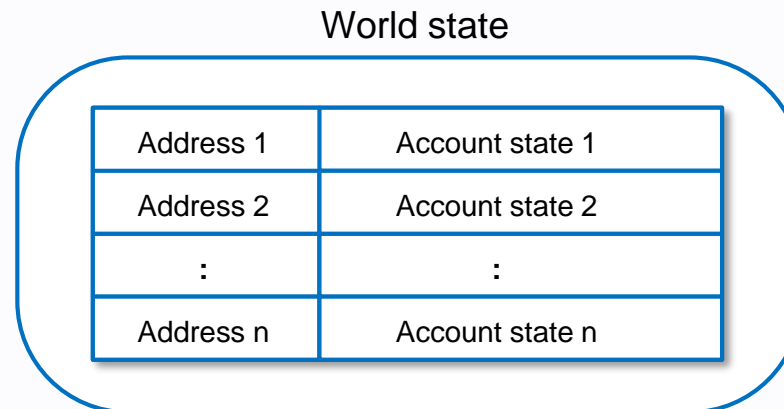 World state
Address 1 Account state 1
Address 2 Account state 2
: :
Address n Account state n